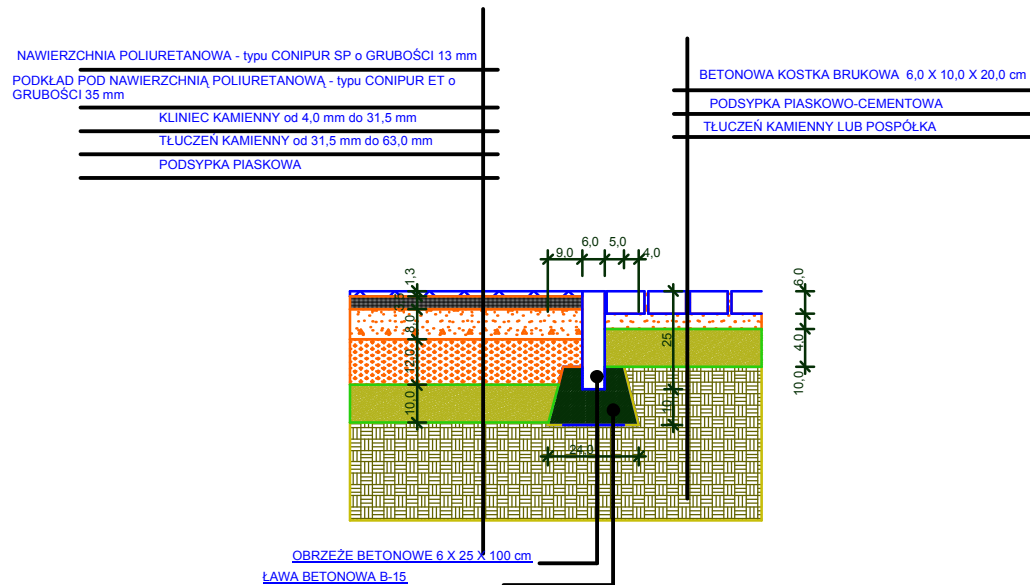 NAWIERZCHNIA POLIURETANOWA - typu CONIPUR SP o GRUBOŚCI 13 mm
PODKŁAD POD NAWIERZCHNIĄ POLIURETANOWĄ - typu CONIPUR ET o
GRUBOŚCI 35 mm
KLINIEC KAMIENNY od 4,0 mm do 31,5 mm
TŁUCZEŃ KAMIENNY od 31,5 mm do 63,0 mm
PODSYPKA PIASKOWA
BETONOWA KOSTKA BRUKOWA 6,0 X 10,0 X 20,0 cm
PODSYPKA PIASKOWO-CEMENTOWA
TŁUCZEŃ KAMIENNY LUB POSPÓŁKA
9,0
6,0
5,0
4,0
1,3
8,0
10,0
25
10
24,0
6,0
4,0
10,0
OBRZEŻE BETONOWE 6 X 25 X 100 cm
ŁAWA BETONOWA B-15